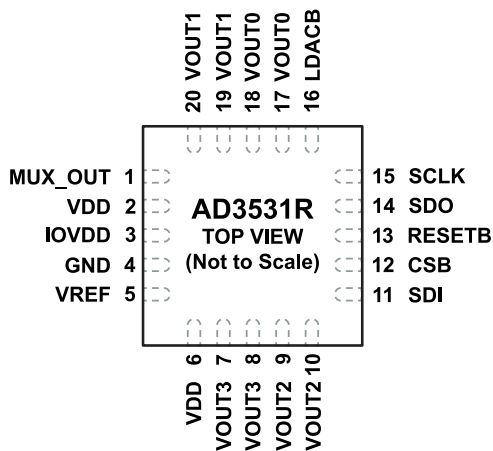 20 VOUT1
19 VOUT1
18 VOUT0
17 VOUT0
16 LDACB
MUX_OUT 1
VDD 2
IOVDD 3
GND 4
VREF 5
AD3531R
TOP VIEW
(Not to Scale)
15 SCLK
14 SDO
13 RESETB
12 CSB
11 SDI
VDD 6
VOUT3 7
VOUT3 8
VOUT2 9
VOUT2 10